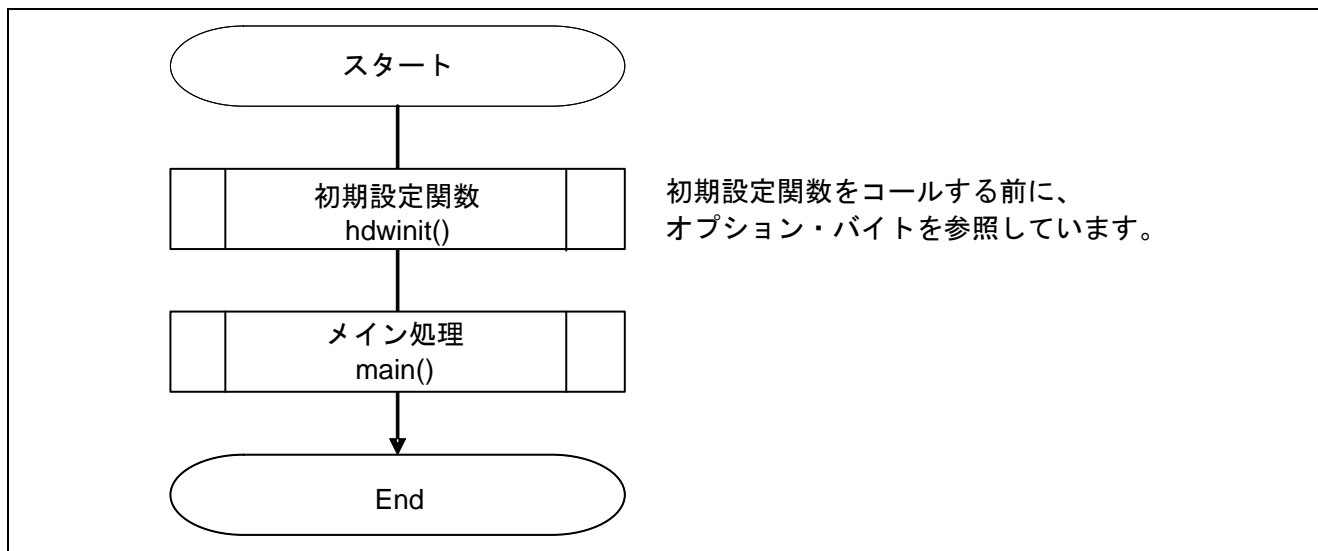 スタート
初期設定関数
hdwinit()
初期設定関数をコールする前に、
オプション・バイトを参照しています。
メイン処理
main()
End